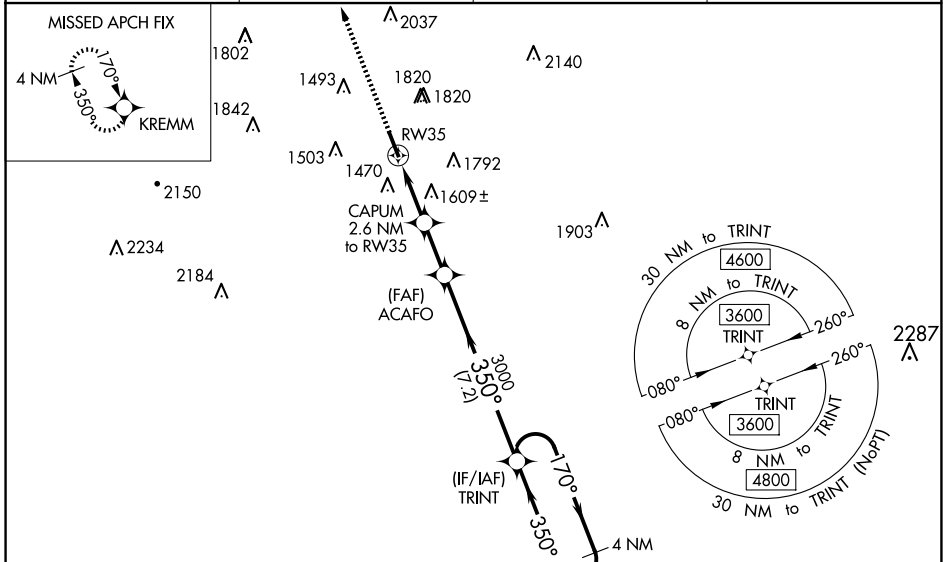 MISSED APCH FIX
4 NM
170°
350°
KREMM
1802
1842
2037
2140
1493
1820
1820
RW35
1503
1470
1792
1609±
2150
CAPUM
2.6 NM
to RW35
1903
2234
2184
(FAF)
ACAFO
3000
350°
(7.2)
(IF/IAF)
TRINT
170°
350°
4 NM
30 NM to TRINT
4600
8 NM to TRINT
3600
TRINT
260°
080°
2287
260°
080°
TRINT
3600
8 NM to TRINT
4800
30 NM to TRINT (NoPT)